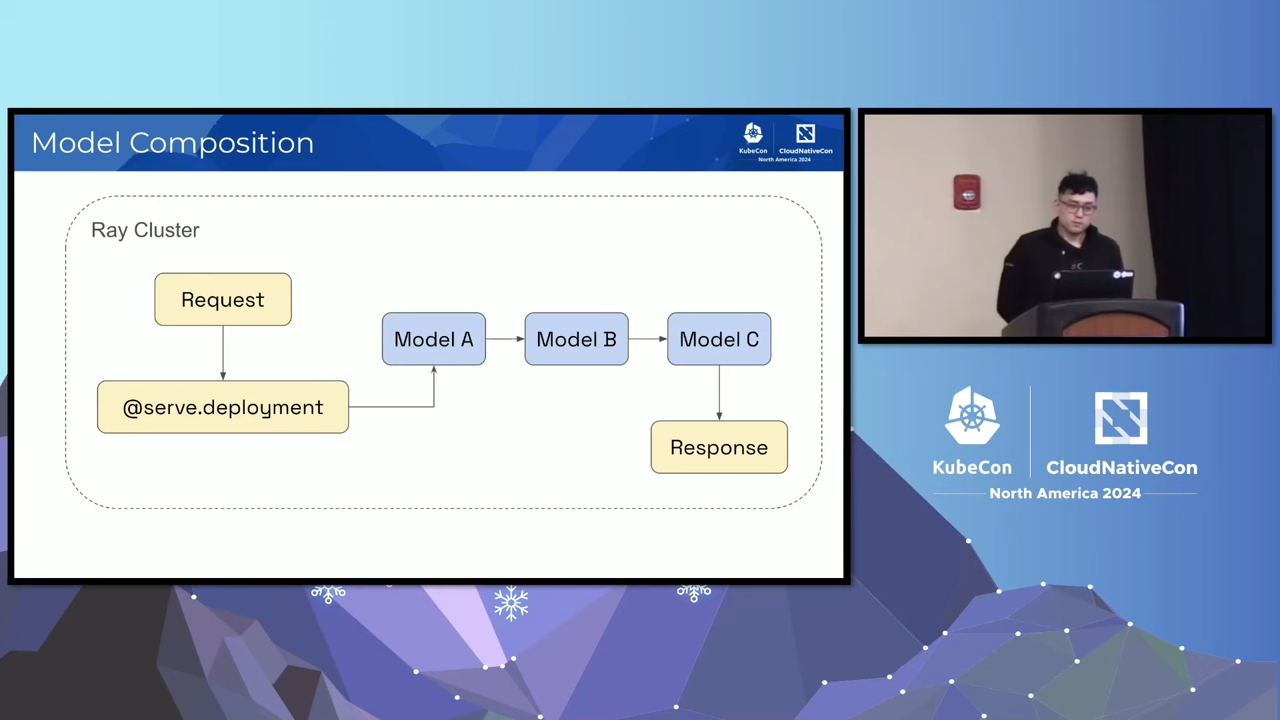 Model Composition
KubeCon
CloudNativeCon
North America 2024
Ray Cluster
Request
@serve.deployment
Model A
Model B
Model C
Response
KubeCon
CloudNativeCon
North America 2024